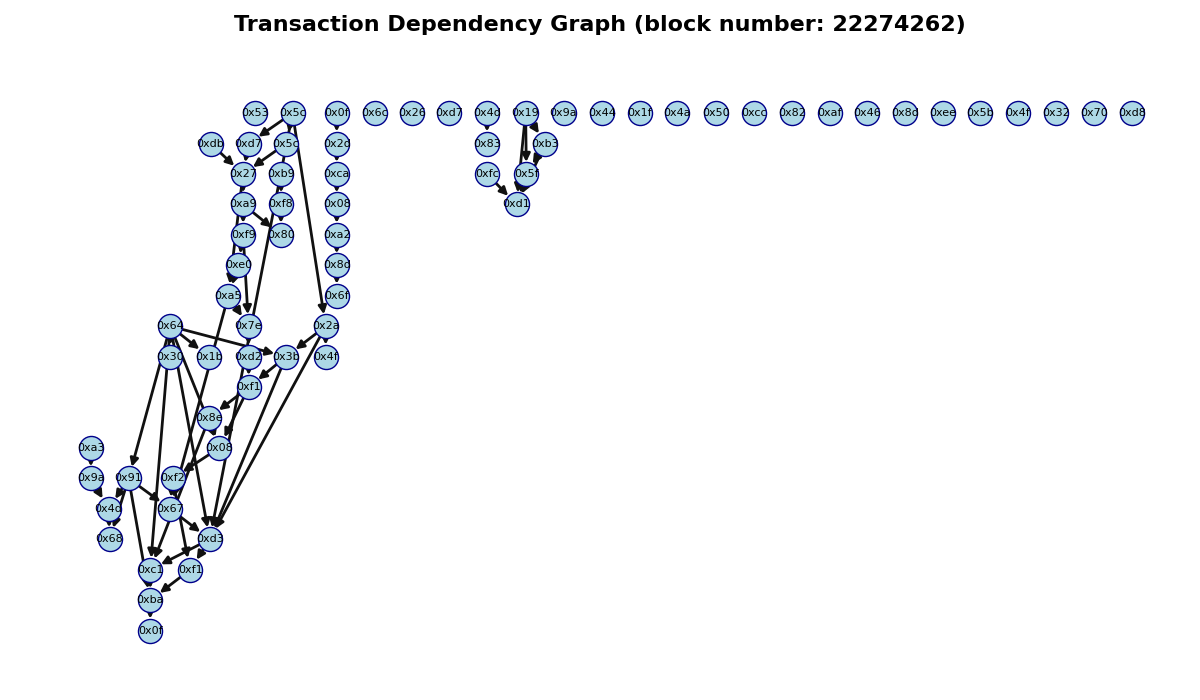 Transaction Dependency Graph (block number: 22274262)
0x53 0x5c 0x0f 0x6c 0x26 0xd7 0x4d 0x19 0x9a 0x44 0x1f 0x4a 0x50 0xcc 0x82 0xaf 0x46 0x8d 0xee 0x5b 0x4f 0x32 0x70 0xd8
0xdb 0xd7 0x5c 0x2d 0x83 0xb3
0x27 0xb9 0xca 0xfc 0x5f
0xa9 0xf8 0x08 0xd1
0xf9 0x80 0xa2
0xe0 0x8d
0xa5 0x6f
0x64 0x7e 0x2a
0x30 0x1b 0xd2 0x3b 0x4f
0xf1
0x8e
0xa3 0x08
0x9a 0x91 0xf2
0x4d 0x67
0x68 0xd3
0xc1 0xf1
0xba
0x0f